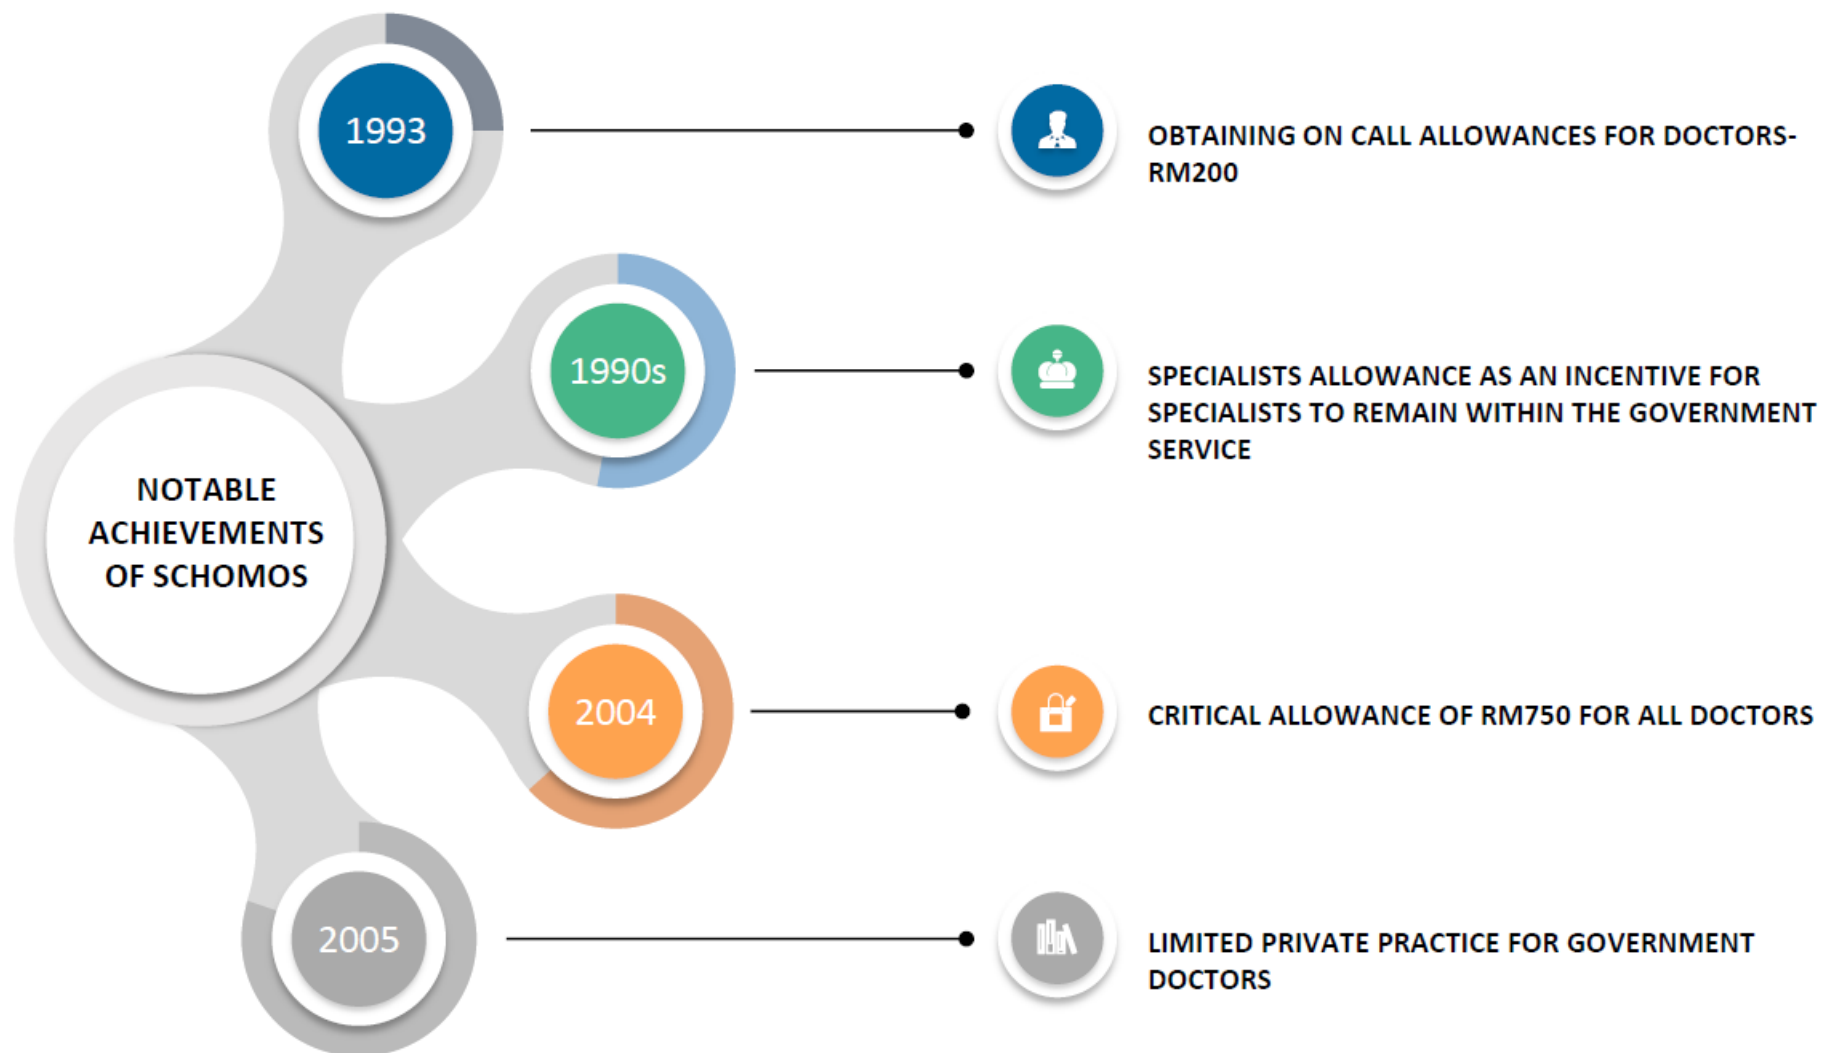 NOTABLE
ACHIEVEMENTS
OF SCHOMOS
1993
OBTAINING ON CALL ALLOWANCES FOR DOCTORS-
RM200
1990s
SPECIALISTS ALLOWANCE AS AN INCENTIVE FOR
SPECIALISTS TO REMAIN WITHIN THE GOVERNMENT
SERVICE
2004
CRITICAL ALLOWANCE OF RM750 FOR ALL DOCTORS
2005
LIMITED PRIVATE PRACTICE FOR GOVERNMENT
DOCTORS